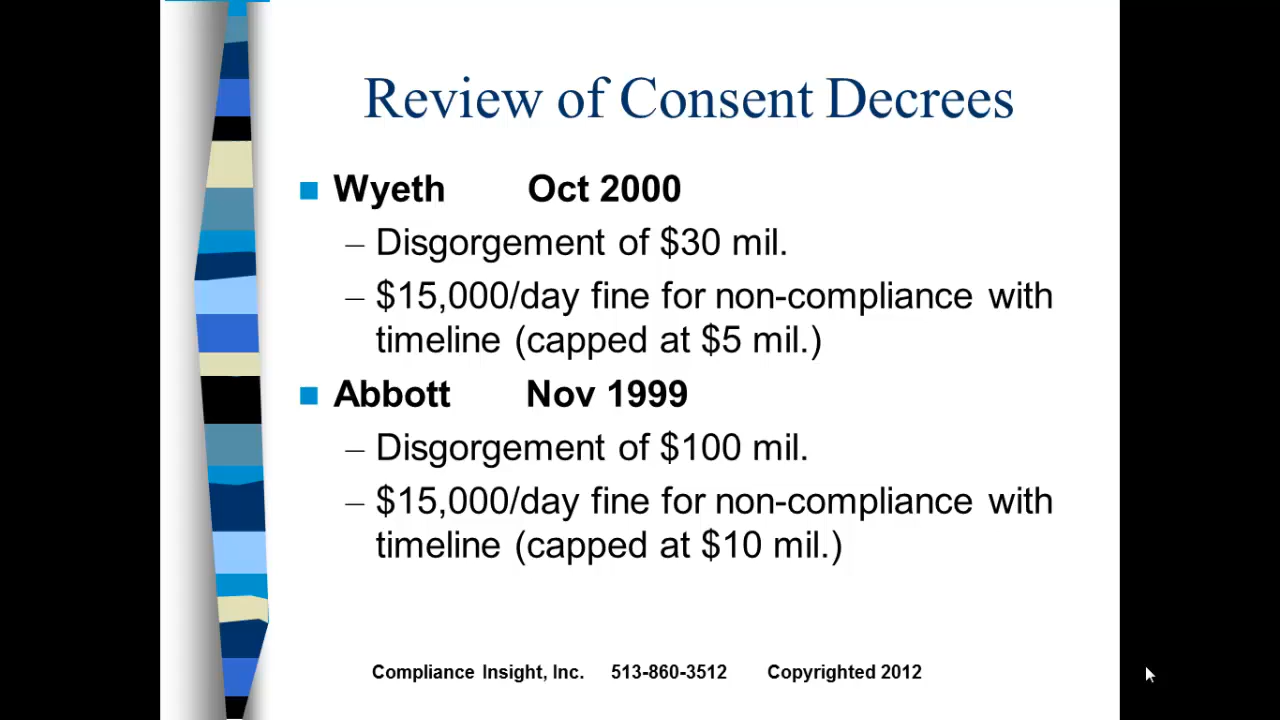 Review of Consent Decrees
Wyeth Oct 2000
– Disgorgement of $30 mil.
– $15,000/day fine for non-compliance with
timeline (capped at $5 mil.)
Abbott Nov 1999
– Disgorgement of $100 mil.
– $15,000/day fine for non-compliance with
timeline (capped at $10 mil.)
Compliance Insight, Inc. 513-860-3512 Copyrighted 2012